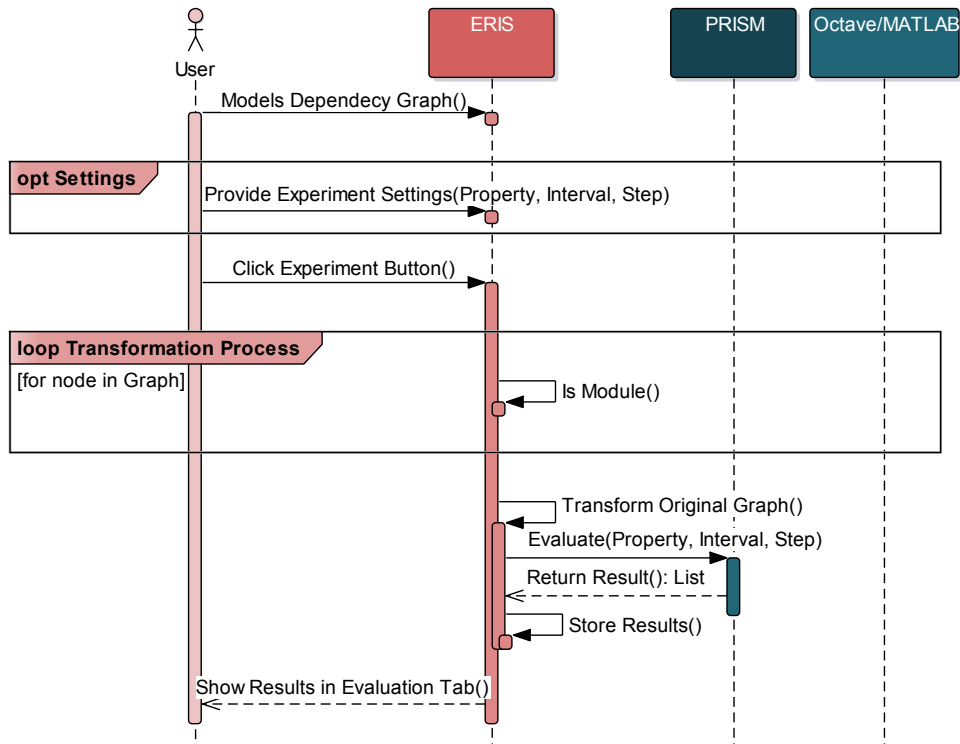 ERIS
PRISM
Octave/MATLAB
User
Models Dependecy Graph()
opt Settings
Provide Experiment Settings(Property, Interval, Step)
Click Experiment Button()
loop Transformation Process
[for node in Graph]
Is Module()
Transform Original Graph()
Evaluate(Property, Interval, Step)
Return Result(): List
Store Results()
Show Results in Evaluation Tab()